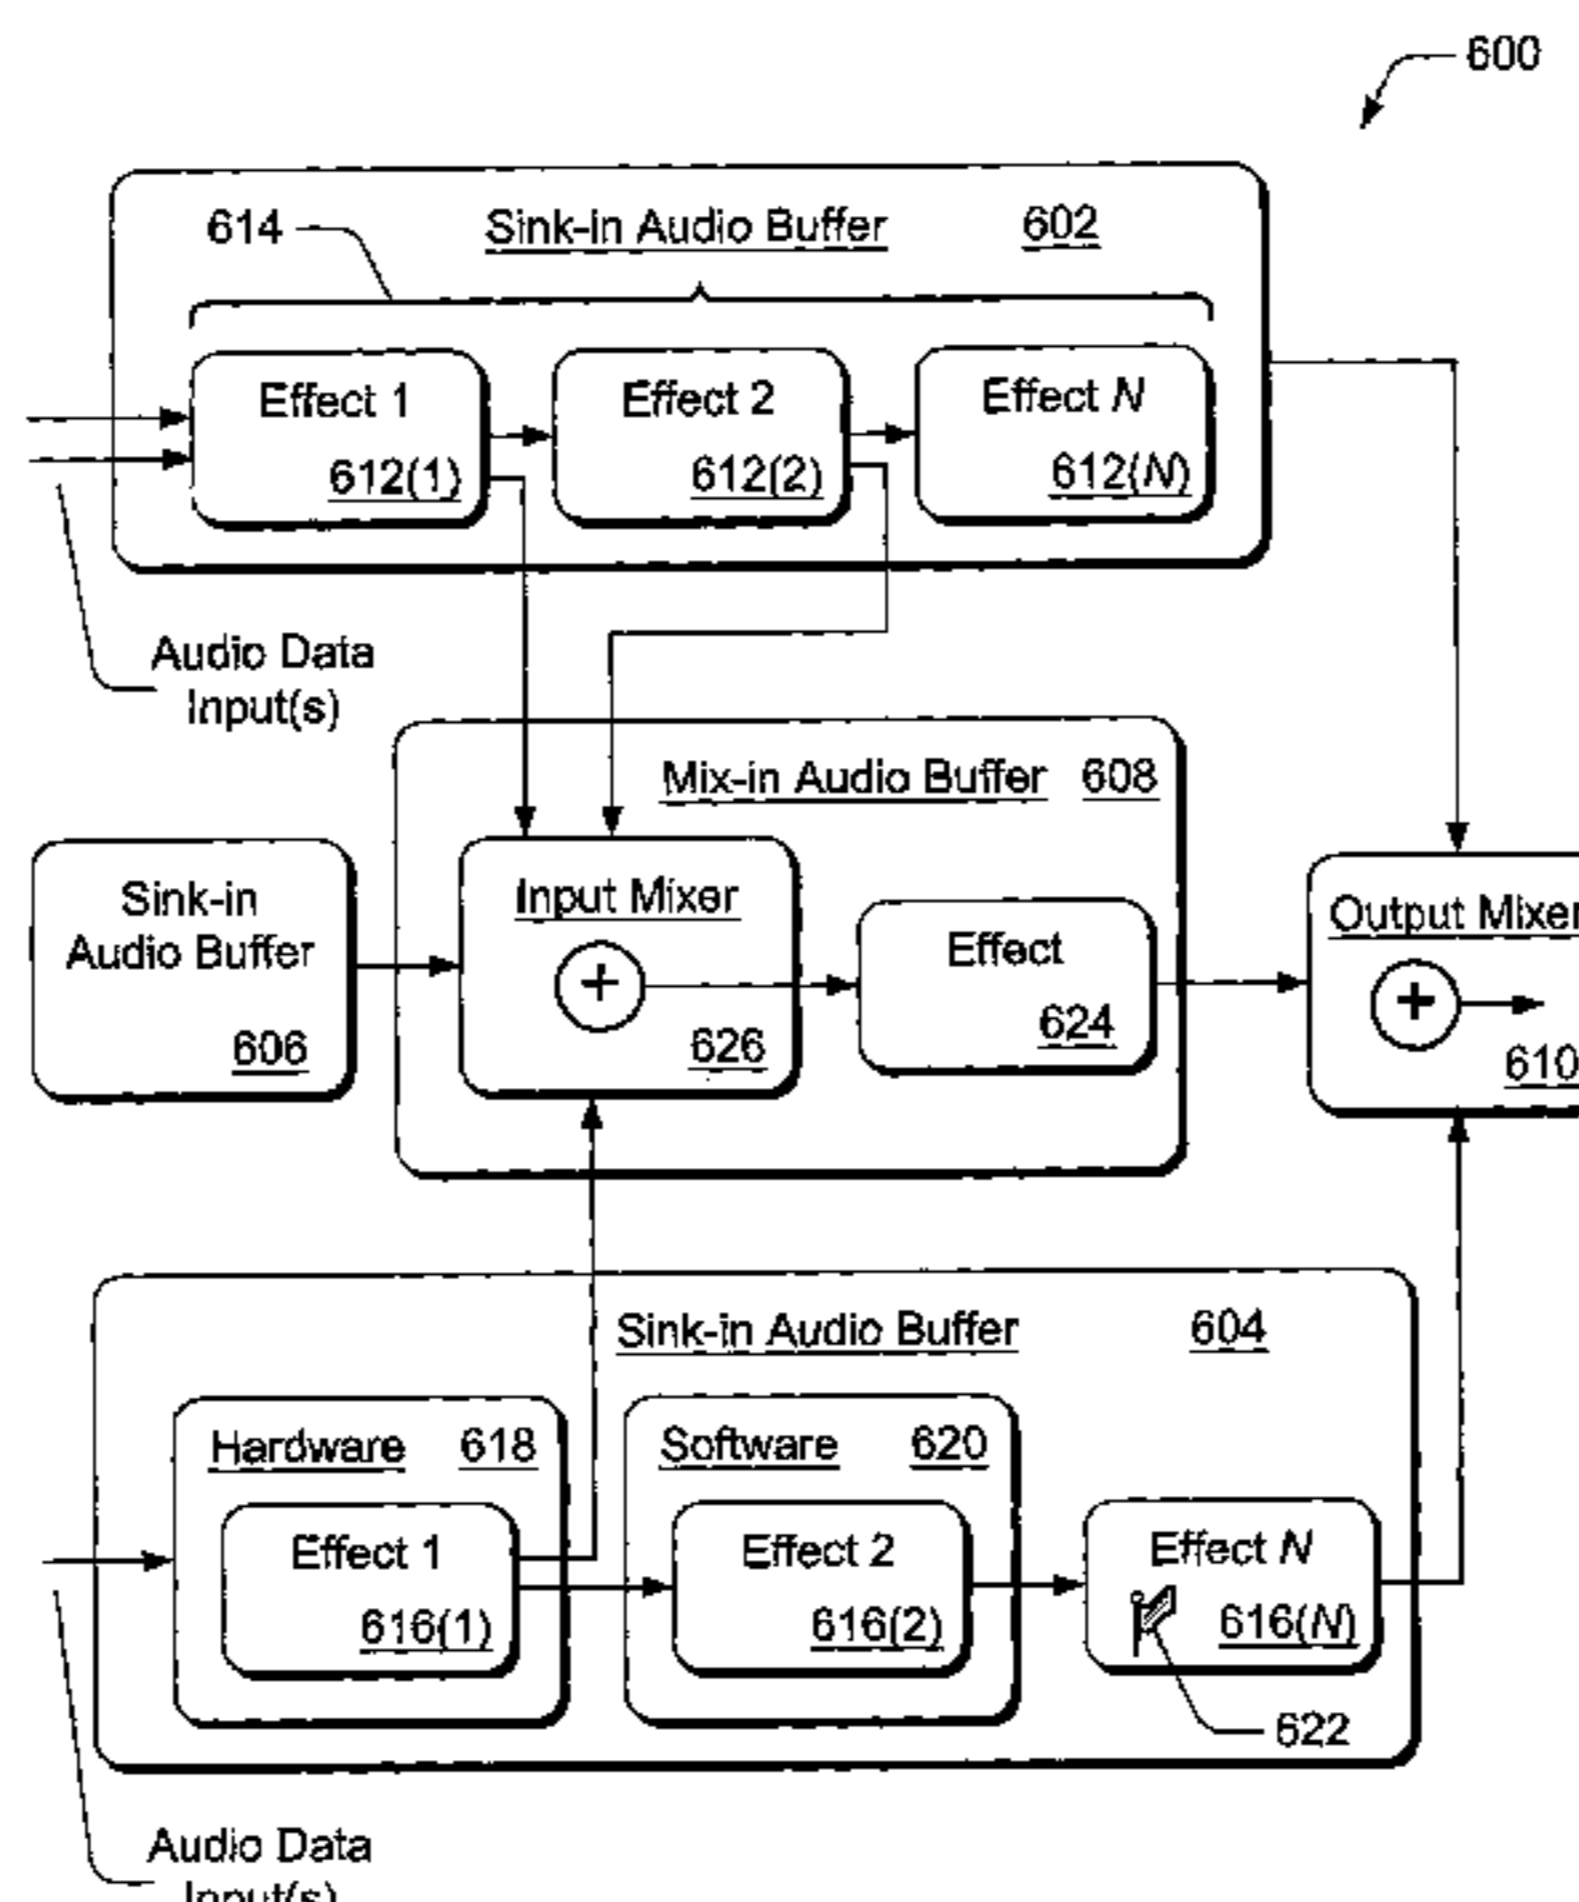 600
614
Sink-in Audio Buffer 602
Effect 1
612(1)
Effect 2
612(2)
Effect N
612(N)
Audio Data
Input(s)
Mix-in Audio Buffer 608
Sink-in
Audio Buffer
606
Input Mixer
+
626
Effect
624
Output Mixer
+
610
Sink-in Audio Buffer 604
Hardware 618
Effect 1
616(1)
Software 620
Effect 2
616(2)
Effect N
616(N)
622
Audio Data
Input(s)